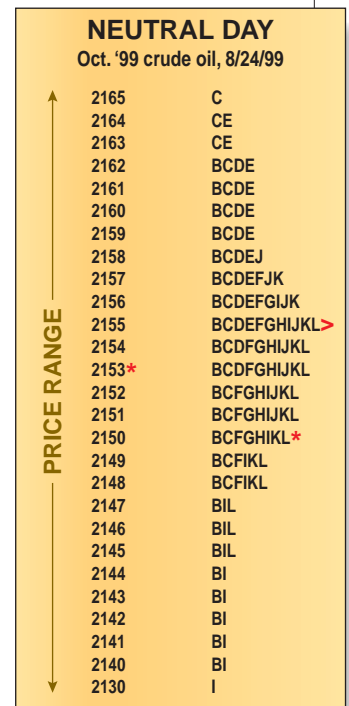 NEUTRAL DAY
Oct. ‘99 crude oil, 8/24/99
PRICE RANGE
2165 C
2164 CE
2163 CE
2162 BCDE
2161 BCDE
2160 BCDE
2159 BCDE
2158 BCDEJ
2157 BCDEFJK
2156 BCDEFGIJK
2155 BCDEFGHIJKL>
2154 BCDFGHIJKL
2153* BCDFGHIJKL
2152 BCFGHIJKL
2151 BCFGHIJKL
2150 BCFGHIKL*
2149 BCFIKL
2148 BCFIKL
2147 BIL
2146 BIL
2145 BIL
2144 BI
2143 BI
2142 BI
2141 BI
2140 BI
2130 I